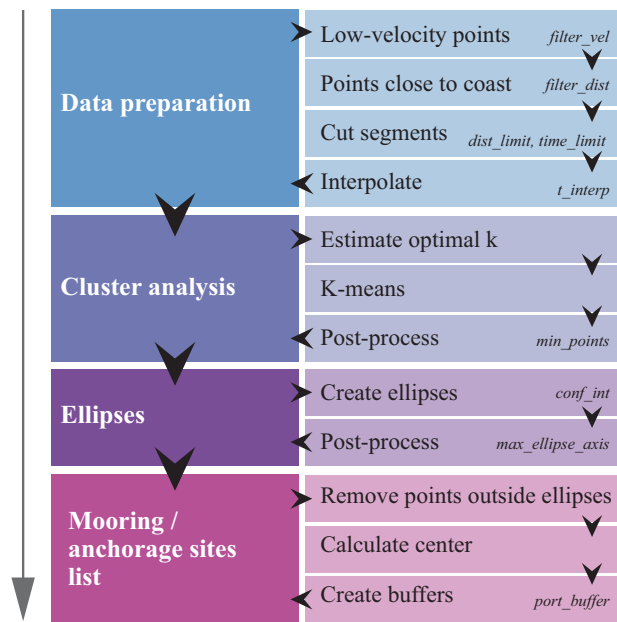 Data preparation
Low-velocity points filter_vel
Points close to coast filter_dist
Cut segments dist_limit, time_limit
Interpolate t_interp
Cluster analysis
Estimate optimal k
K-means
Post-process min_points
Ellipses
Create ellipses conf_int
Post-process max_ellipse_axis
Mooring /
anchorage sites
list
Remove points outside ellipses
Calculate center
Create buffers port_buffer